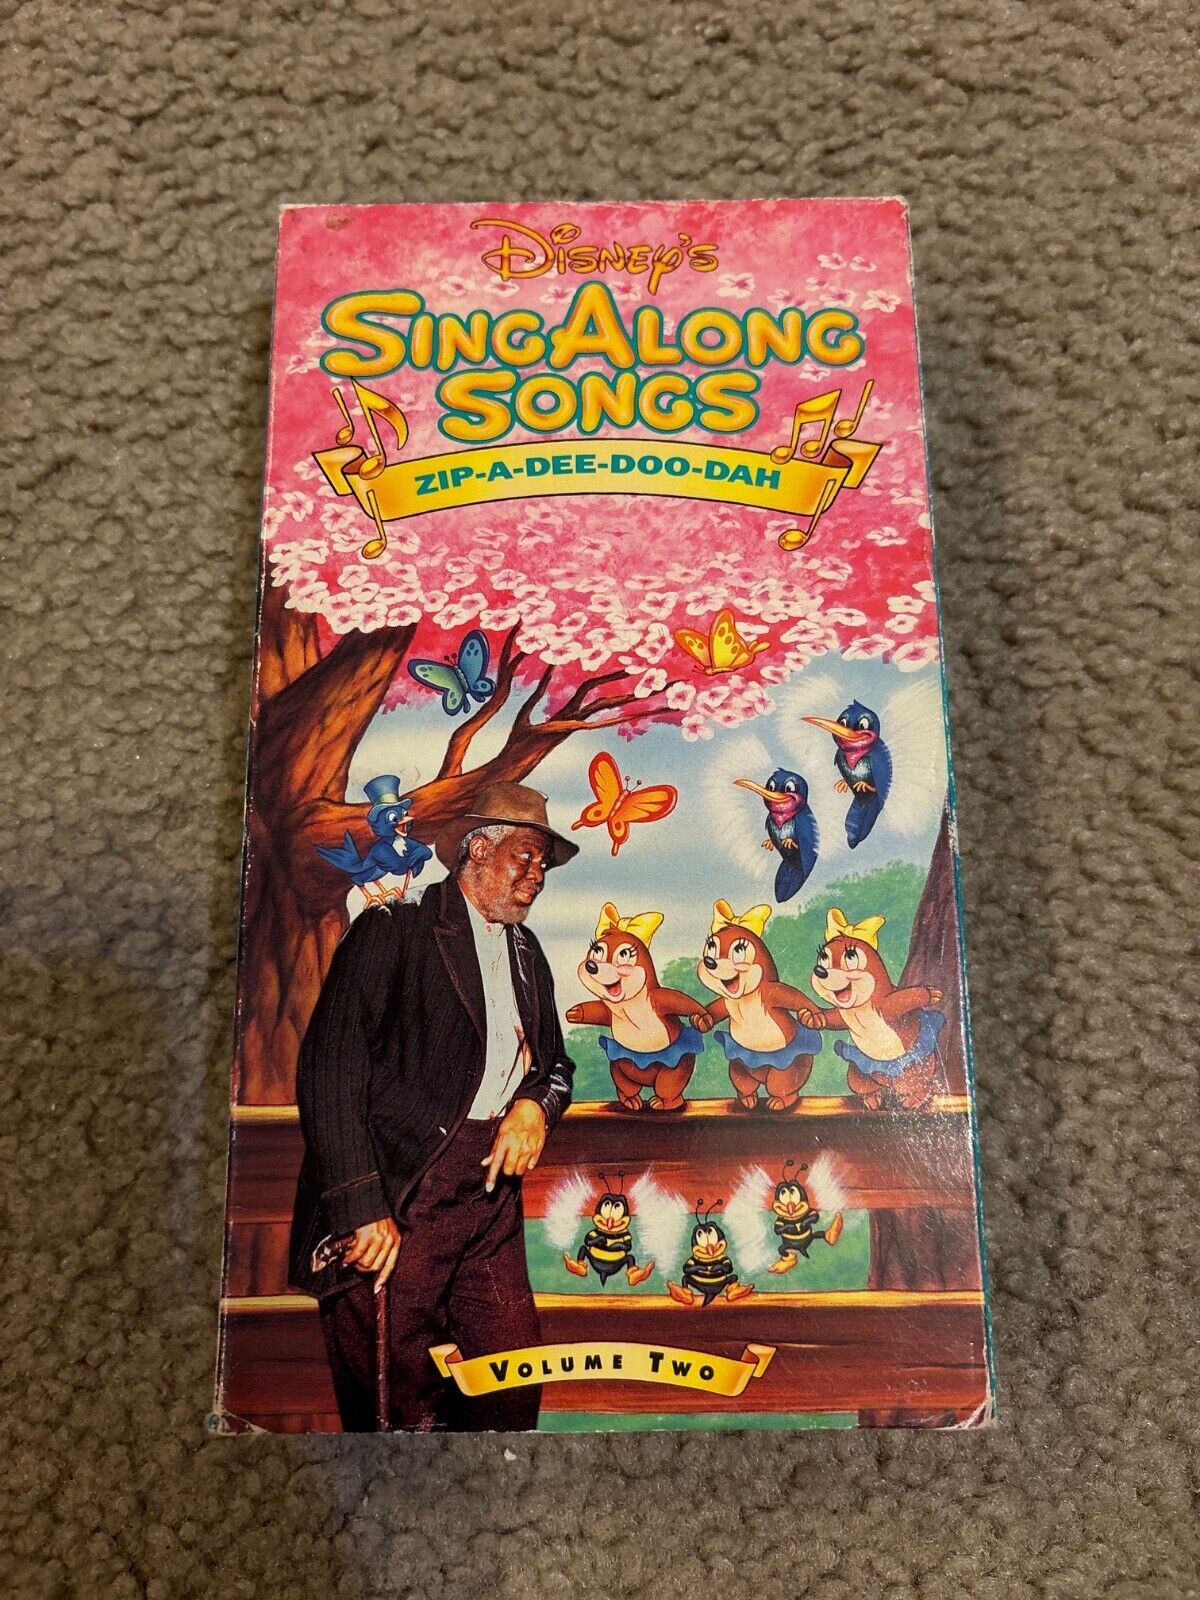 DISNEY'S
SING ALONG
SONGS
ZIP-A-DEE-DOO-DAH
VOLUME TWO